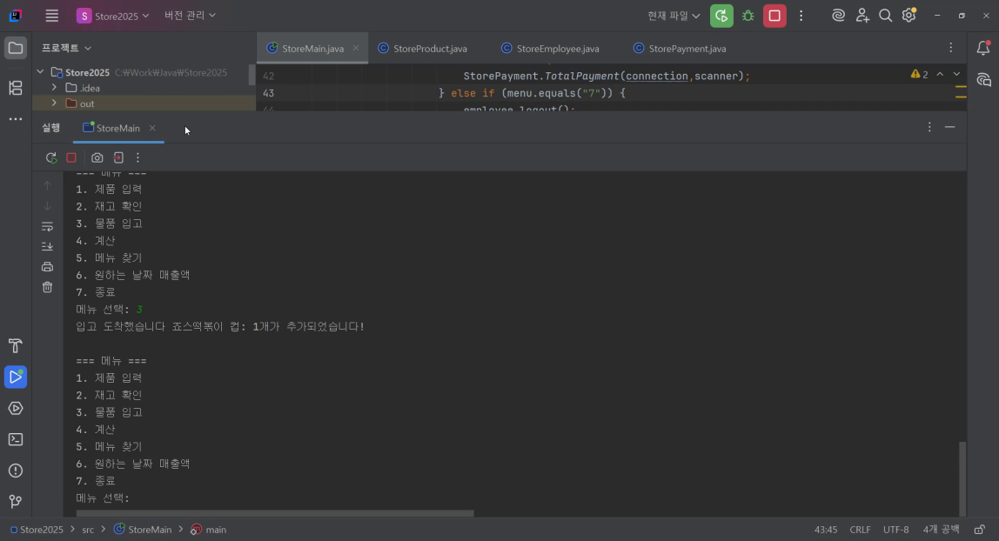 S Store2025 버전 관리 현재 파일
프로젝트 StoreMain.java StoreProduct.java StoreEmployee.java StorePayment.java
Store2025 C:₩Work₩Java₩Store2025
.idea
out
42 StorePayment.TotalPayment(connection,scanner);
43 } else if (menu.equals("7")) {
44 employee.logout();
2
실행 StoreMain
=== 메뉴 ===
1. 제품 입력
2. 재고 확인
3. 물품 입고
4. 계산
5. 메뉴 찾기
6. 원하는 날짜 매출액
7. 종료
메뉴 선택: 3
입고 도착했습니다 죠스떡볶이 컵: 1개가 추가되었습니다!
=== 메뉴 ===
1. 제품 입력
2. 재고 확인
3. 물품 입고
4. 계산
5. 메뉴 찾기
6. 원하는 날짜 매출액
7. 종료
메뉴 선택:
Store2025 > src > StoreMain > main 43:45 CRLF UTF-8 4개 공백